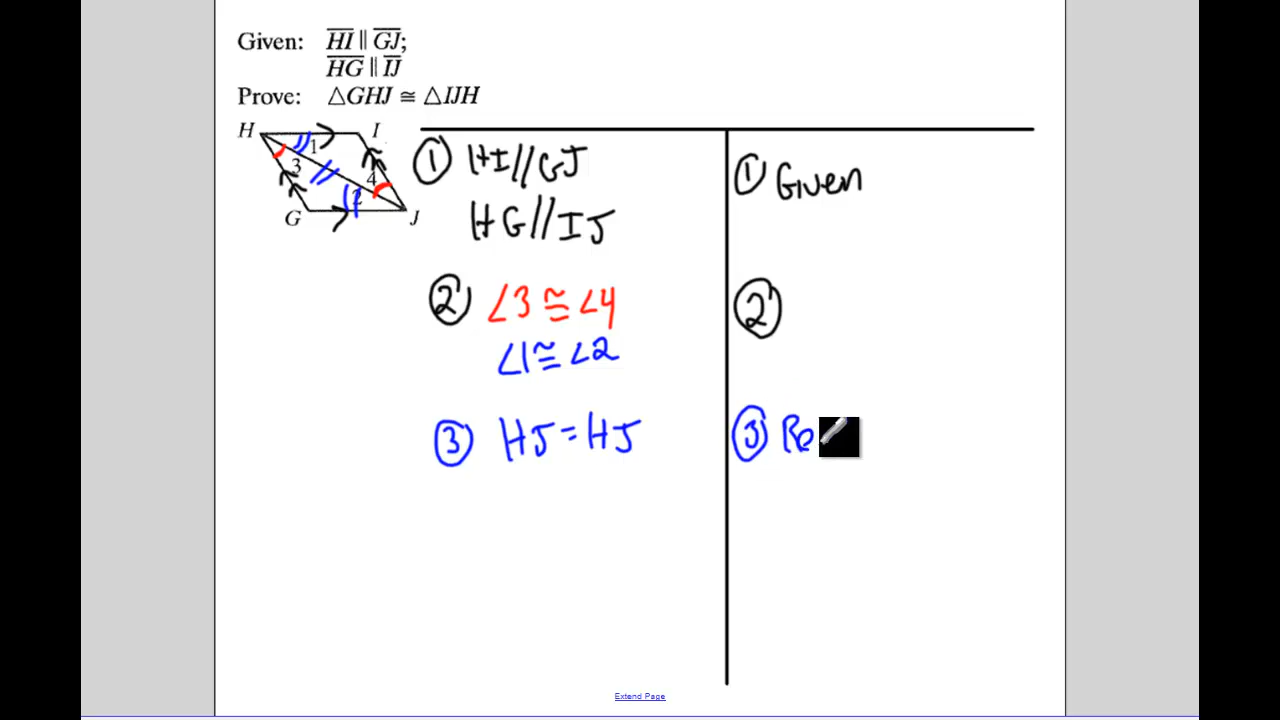 Given: HI ∥ GJ;
HG ∥ IJ
Prove: △GHJ ≅ △IJH
H I
1
3
4
2
G J
① HI//GJ
① Given
HG//IJ
② ∠3 ≅ ∠4
②
∠1 ≅ ∠2
③ HJ = HJ
③ Re
Extend Page